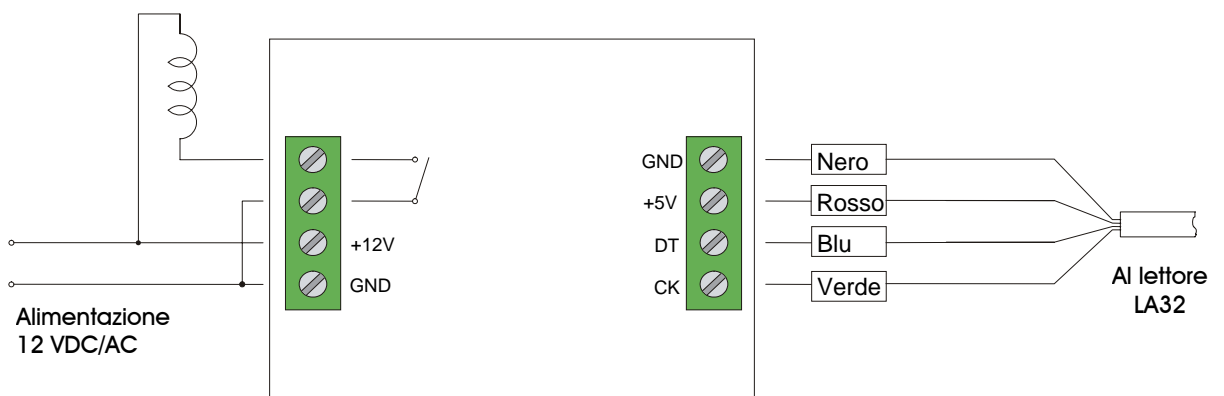 +12V
GND
Alimentazione
12 VDC/AC
GND
+5V
DT
CK
Nero
Rosso
Blu
Verde
Al lettore
LA32